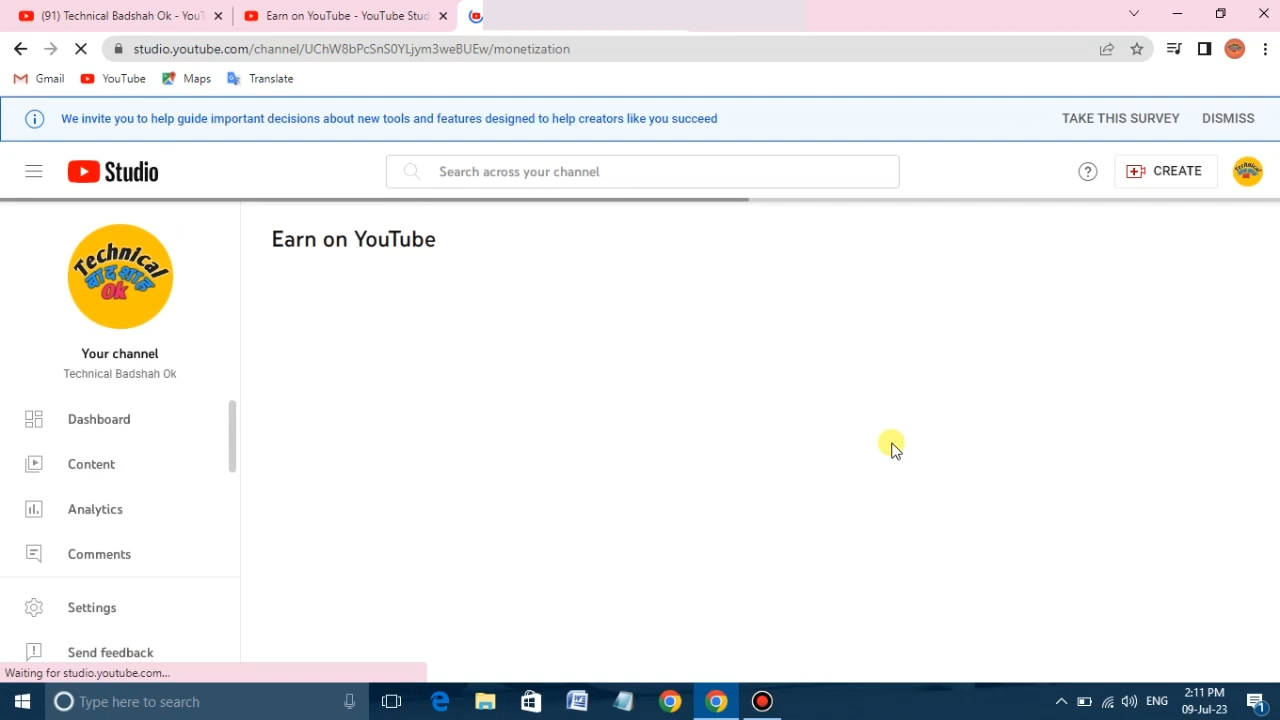 (91) Technical Badshah Ok - YouT
Earn on YouTube - YouTube Stud
studio.youtube.com/channel/UChW8bPcSnS0YLjym3weBUEw/monetization
Gmail
YouTube
Maps
Translate
We invite you to help guide important decisions about new tools and features designed to help creators like you succeed
TAKE THIS SURVEY
DISMISS
Studio
Search across your channel
CREATE
Earn on YouTube
Technical
बादशाह
Ok
Your channel
Technical Badshah Ok
Dashboard
Content
Analytics
Comments
Settings
Send feedback
Waiting for studio.youtube.com...
Type here to search
ENG
2:11 PM
09-Jul-23
1